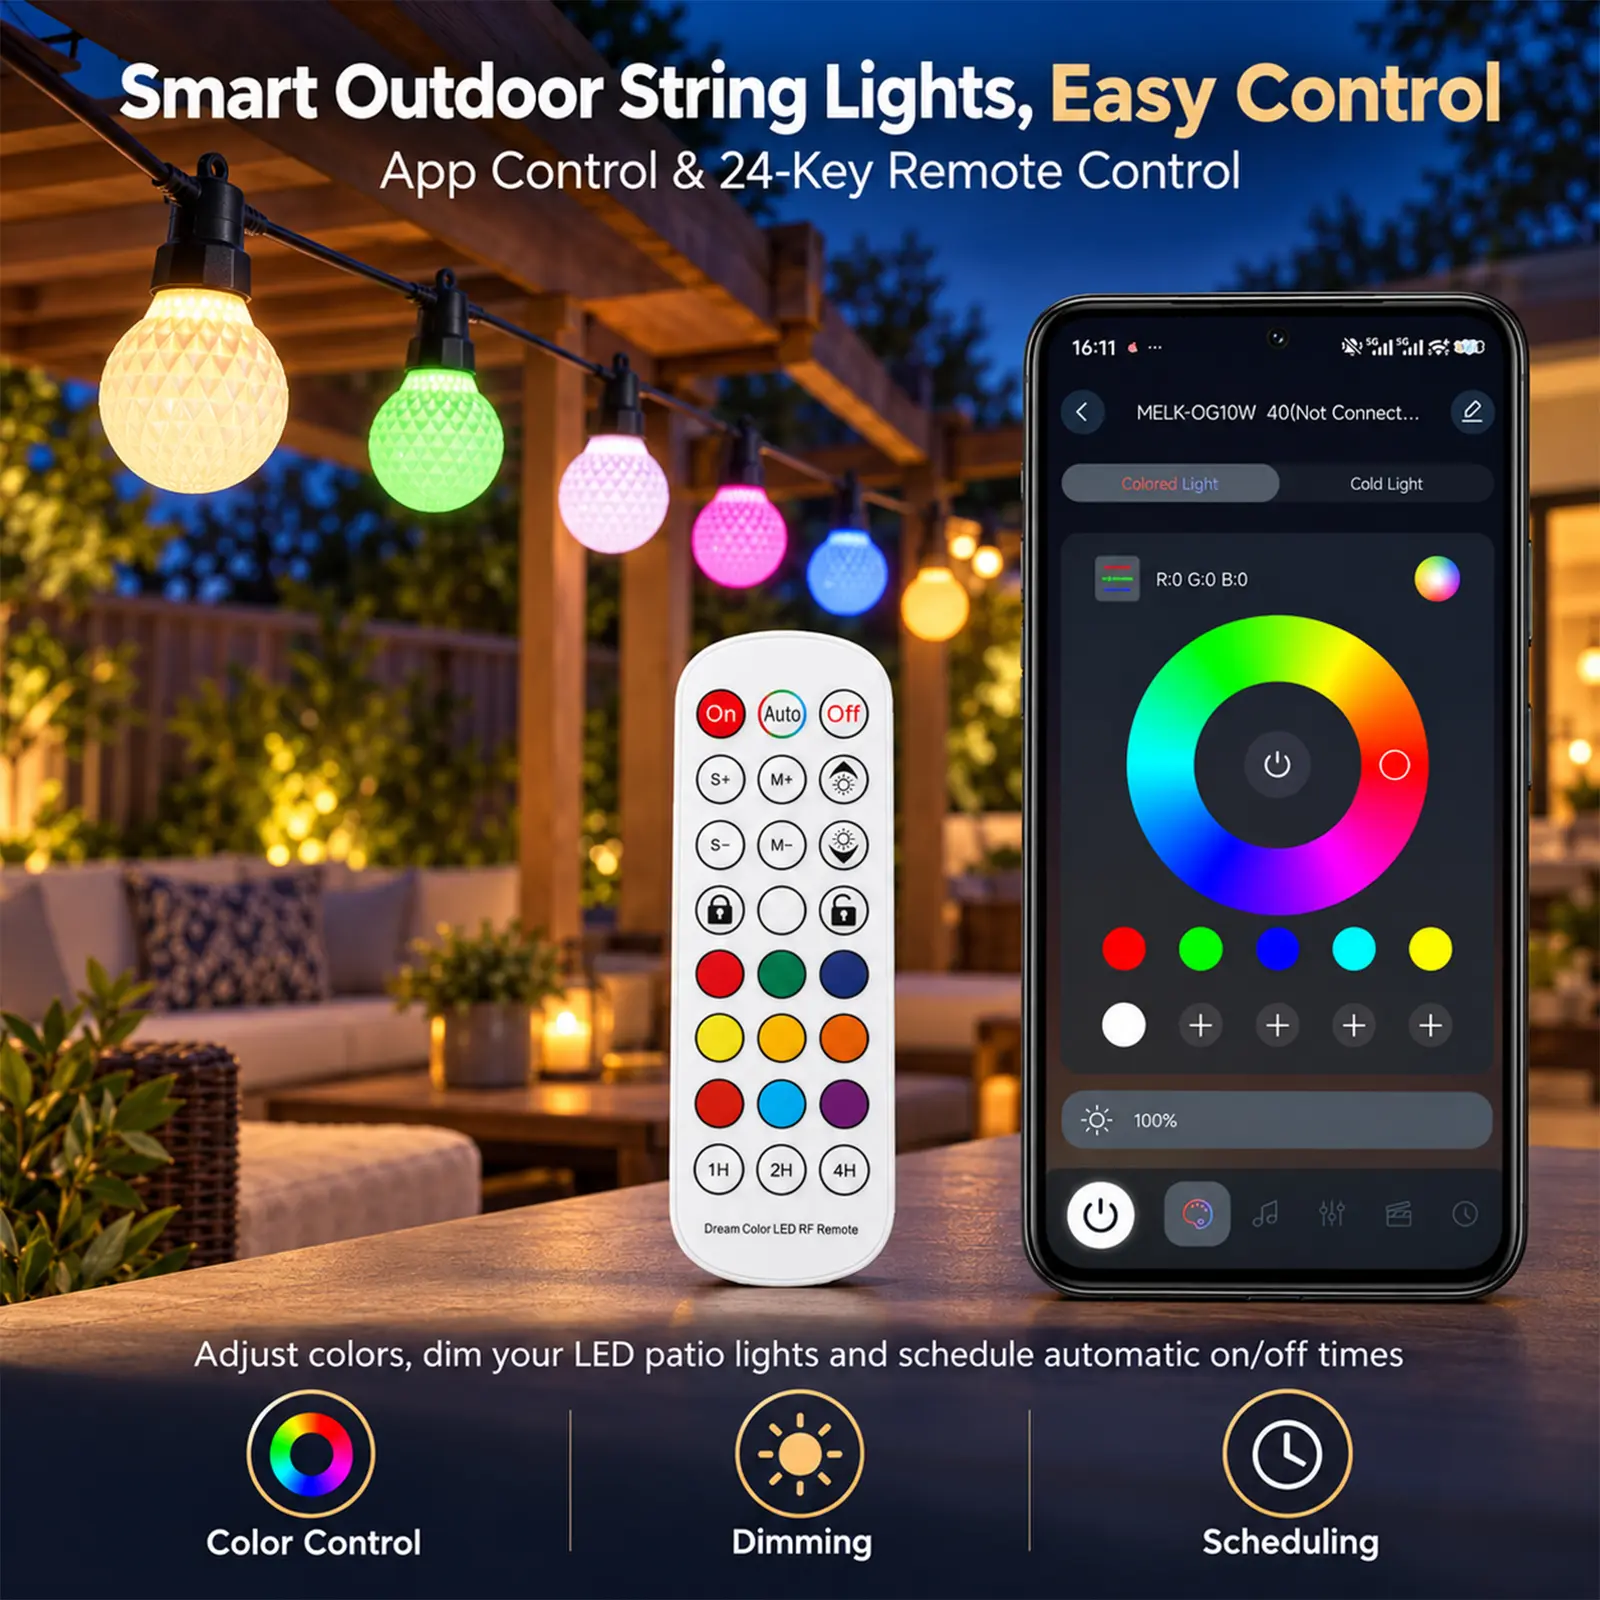 Smart Outdoor String Lights, Easy Control
App Control & 24-Key Remote Control
16:11
5G 5G
MELK-OG10W 40(Not Connect...
Colored Light Cold Light
R:0 G:0 B:0
On Auto Off
S+ M+
S− M−
1H 2H 4H
Dream Color LED RF Remote
100%
Adjust colors, dim your LED patio lights and schedule automatic on/off times
Color Control
Dimming
Scheduling